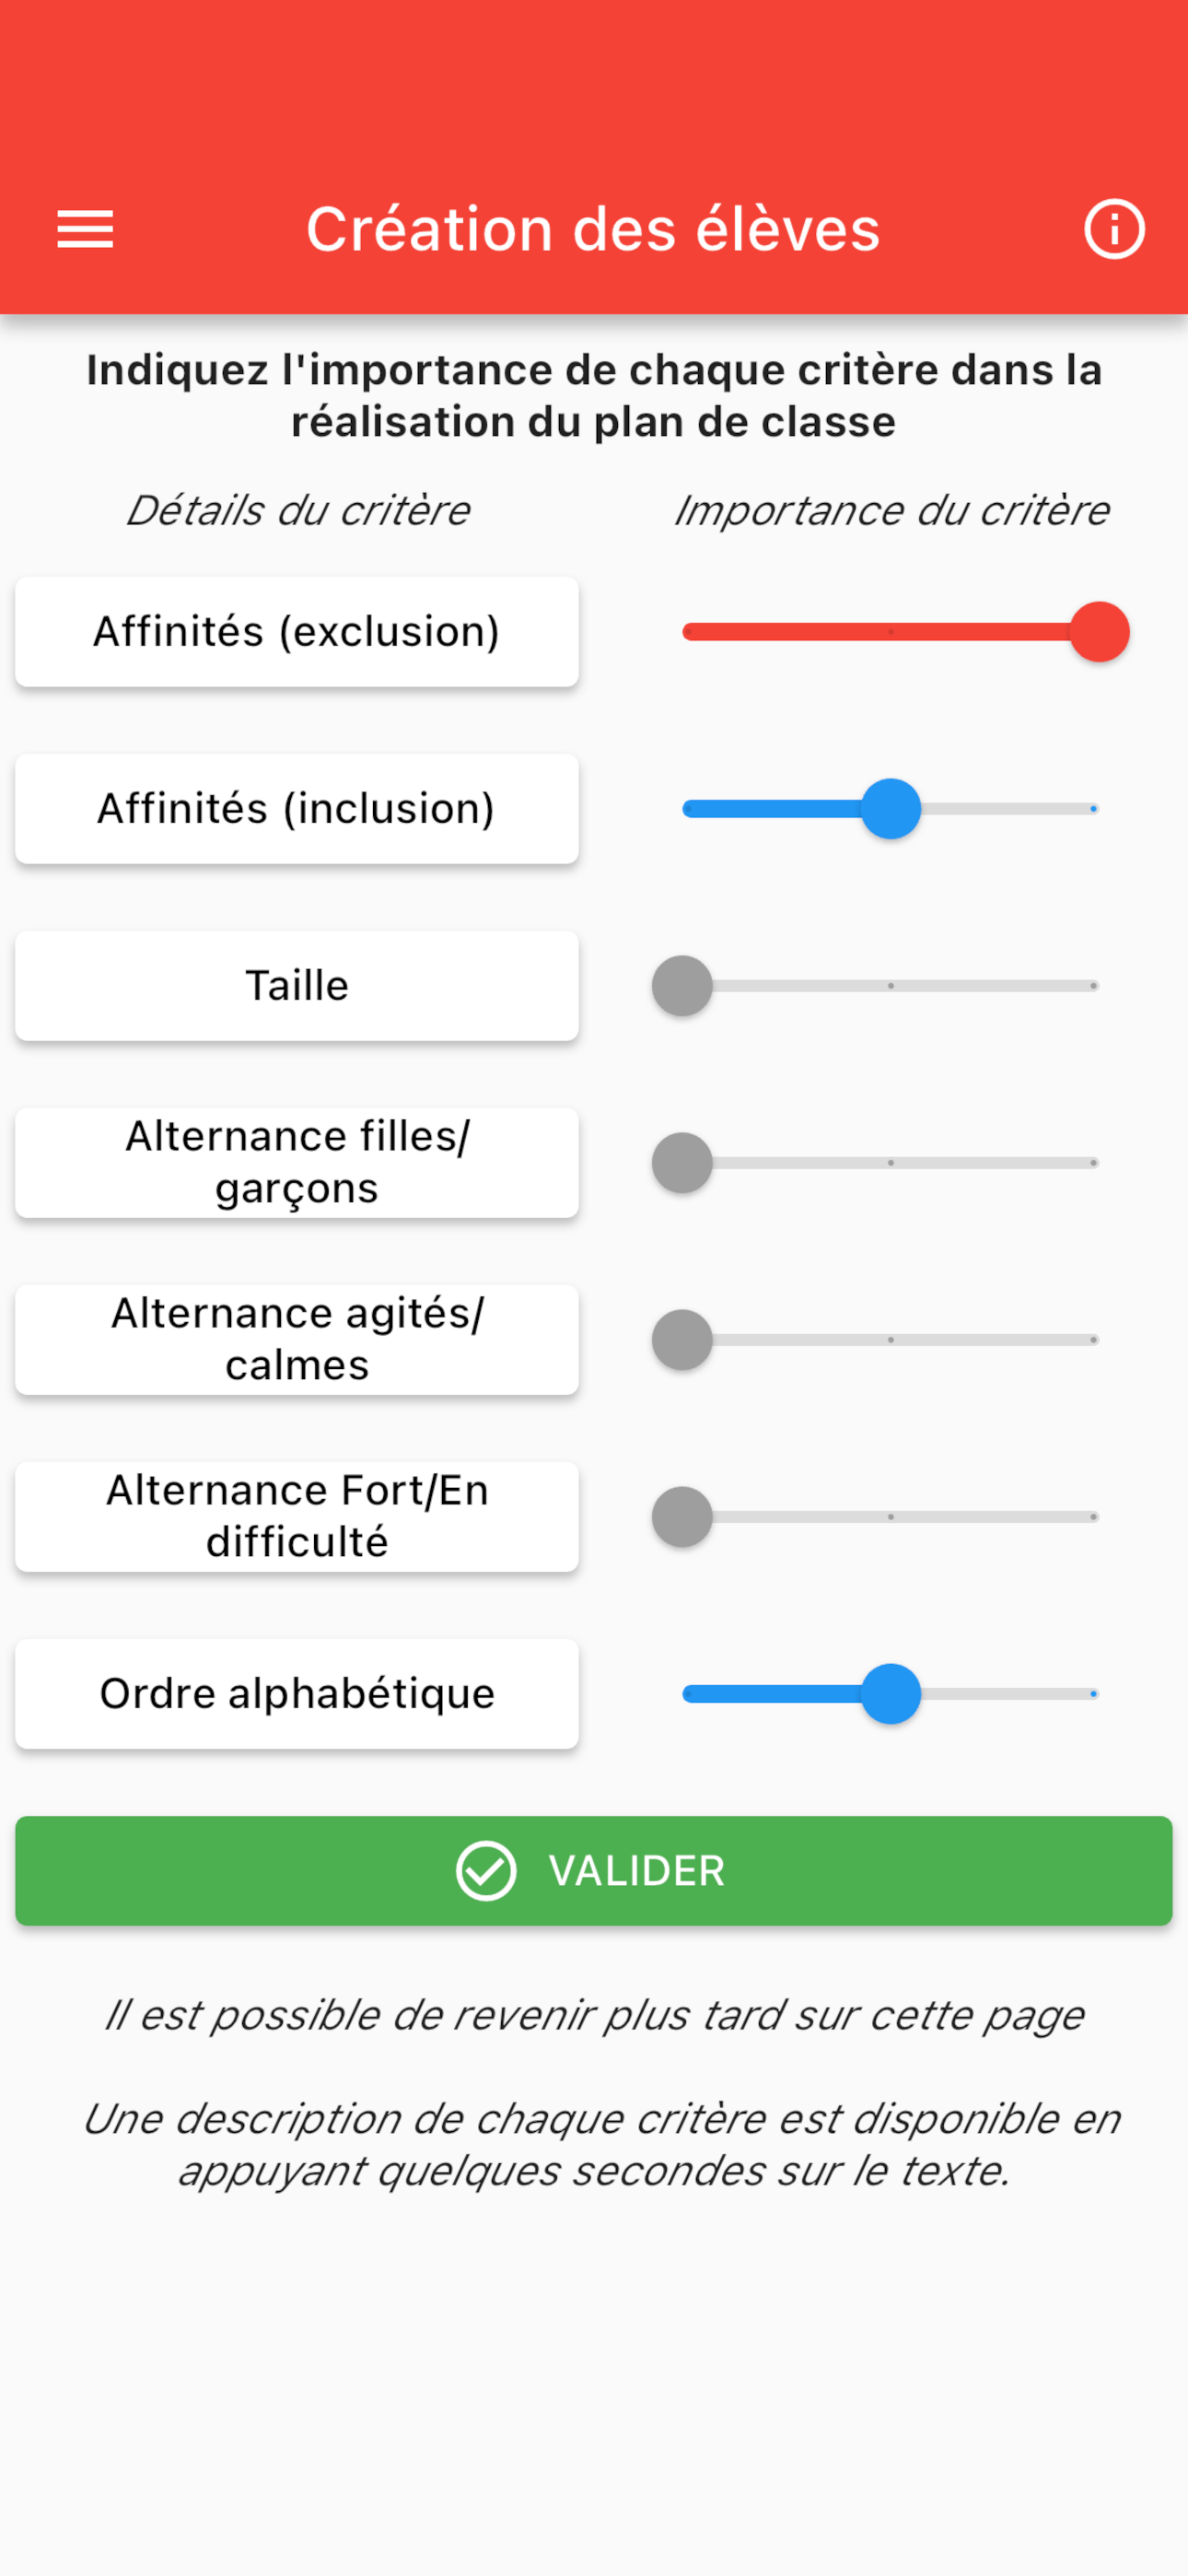 Création des élèves
Indiquez l'importance de chaque critère dans la
réalisation du plan de classe
Détails du critère
Importance du critère
Affinités (exclusion)
Affinités (inclusion)
Taille
Alternance filles/
garçons
Alternance agités/
calmes
Alternance Fort/En
difficulté
Ordre alphabétique
VALIDER
Il est possible de revenir plus tard sur cette page
Une description de chaque critère est disponible en
appuyant quelques secondes sur le texte.